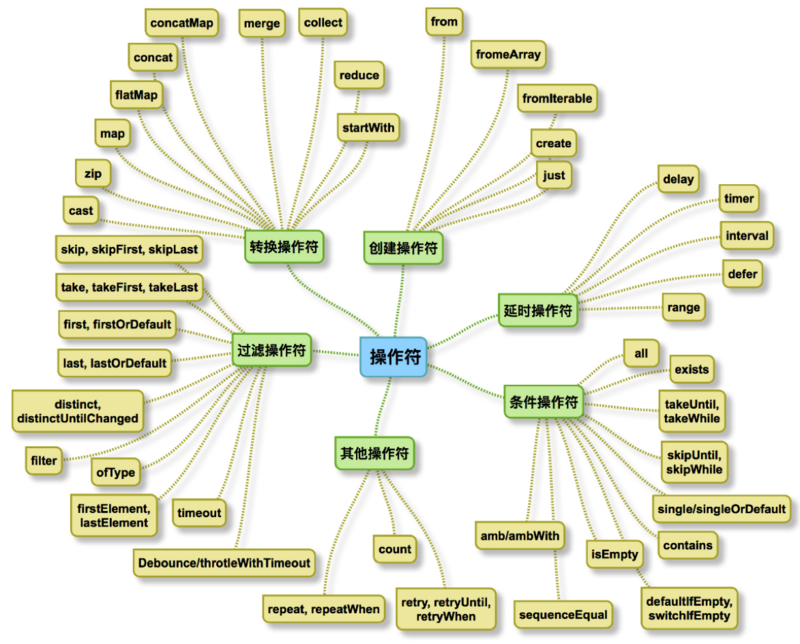 操作符
转换操作符
concatMap
merge
collect
concat
reduce
flatMap
startWith
map
zip
cast
创建操作符
from
fromeArray
fromIterable
create
just
延时操作符
delay
timer
interval
defer
range
过滤操作符
skip, skipFirst, skipLast
take, takeFirst, takeLast
first, firstOrDefault
last, lastOrDefault
distinct,
distinctUntilChanged
filter
ofType
firstElement,
lastElement
timeout
Debounce/throtleWithTimeout
条件操作符
all
exists
takeUntil,
takeWhile
skipUntil,
skipWhile
single/singleOrDefault
contains
amb/ambWith
isEmpty
sequenceEqual
defaultIfEmpty,
switchIfEmpty
其他操作符
count
repeat, repeatWhen
retry, retryUntil,
retryWhen